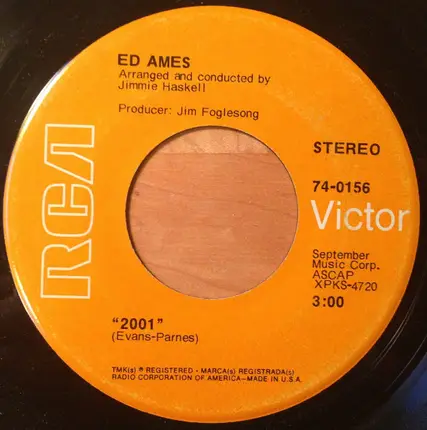 ED AMES
Arranged and conducted by
Jimmie Haskell
Producer: Jim Foglesong
RCA
STEREO
74-0156
Victor
September
Music Corp.
ASCAP
XPKS-4720
3:00
"2001"
(Evans-Parnes)
TMK(s) ® REGISTERED - MARCA(s) REGISTRADA(s)
RADIO CORPORATION OF AMERICA—MADE IN U.S.A.